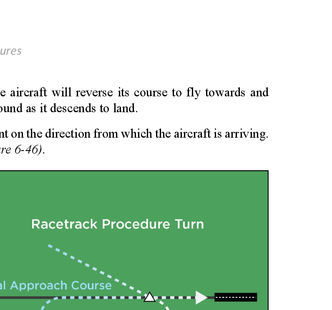 ures
e aircraft will reverse its course to fly towards and
ound as it descends to land.
nt on the direction from which the aircraft is arriving.
re 6-46).
Racetrack Procedure Turn
al Approach Course